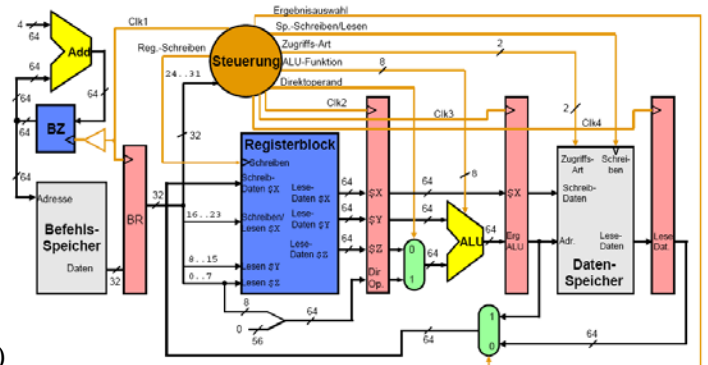 Ergebnisauswahl
Clk1
Sp.-Schreiben/Lesen
4
64
Add
Reg.-Schreiben
Steuerung
Zugriffs-Art
2
ALU-Funktion
8
Direktoperand
64
64
24..31
Clk2
Clk3
Clk4
2
64
64
BZ
32
Registerblock
Schreiben
Zugriffs-
Art
Schrei-
ben
64
Adresse
32
Schreib-
Daten $X
Lese-
Daten $X
64
$X
64
8
$X
Schreib-
Daten
BR
16..23
Schreiben/
Lesen $X
Lese-
Daten $Y
64
$Y
64
Befehls-
Speicher
Lese-
Daten $Z
64
$Z
0
64
ALU
64
Erg
ALU
Adr.
Lese-
Daten
Lese
Dat.
Daten
32
8..15
Lesen $Y
0..7
Lesen $Z
Dir
Op.
1
Daten-
Speicher
8
0
56
64
64
1
0
64
)